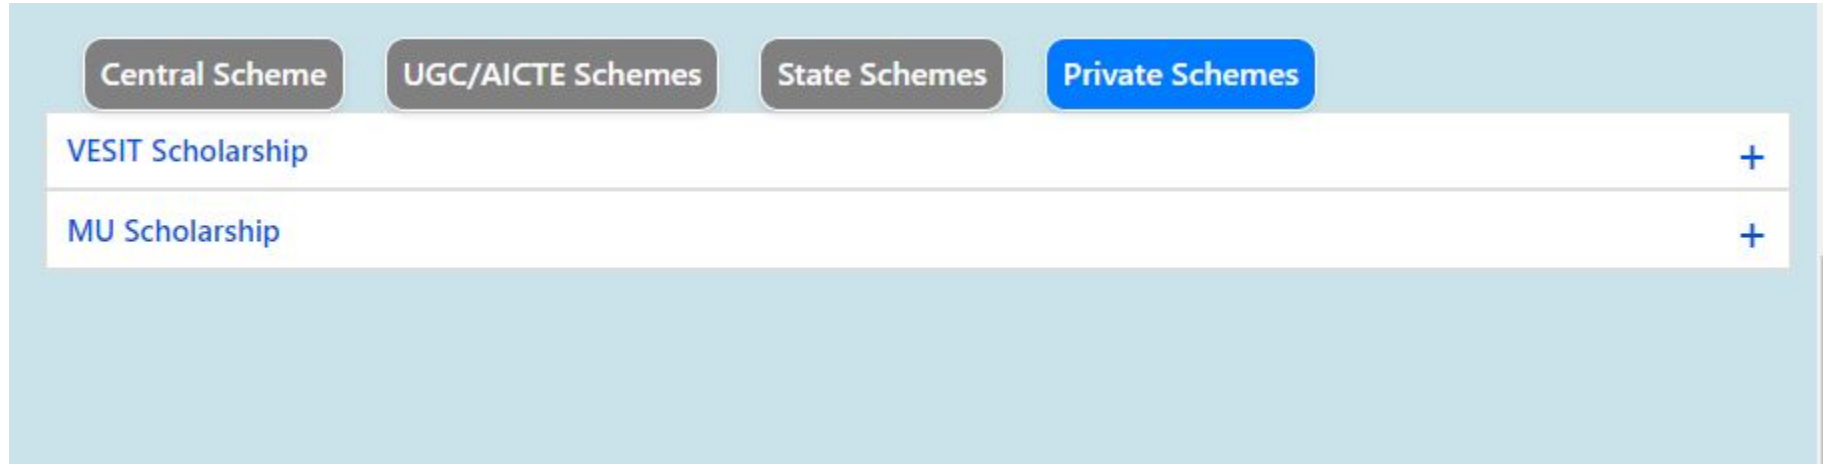 Central Scheme UGC/AICTE Schemes State Schemes Private Schemes
VESIT Scholarship +
MU Scholarship +